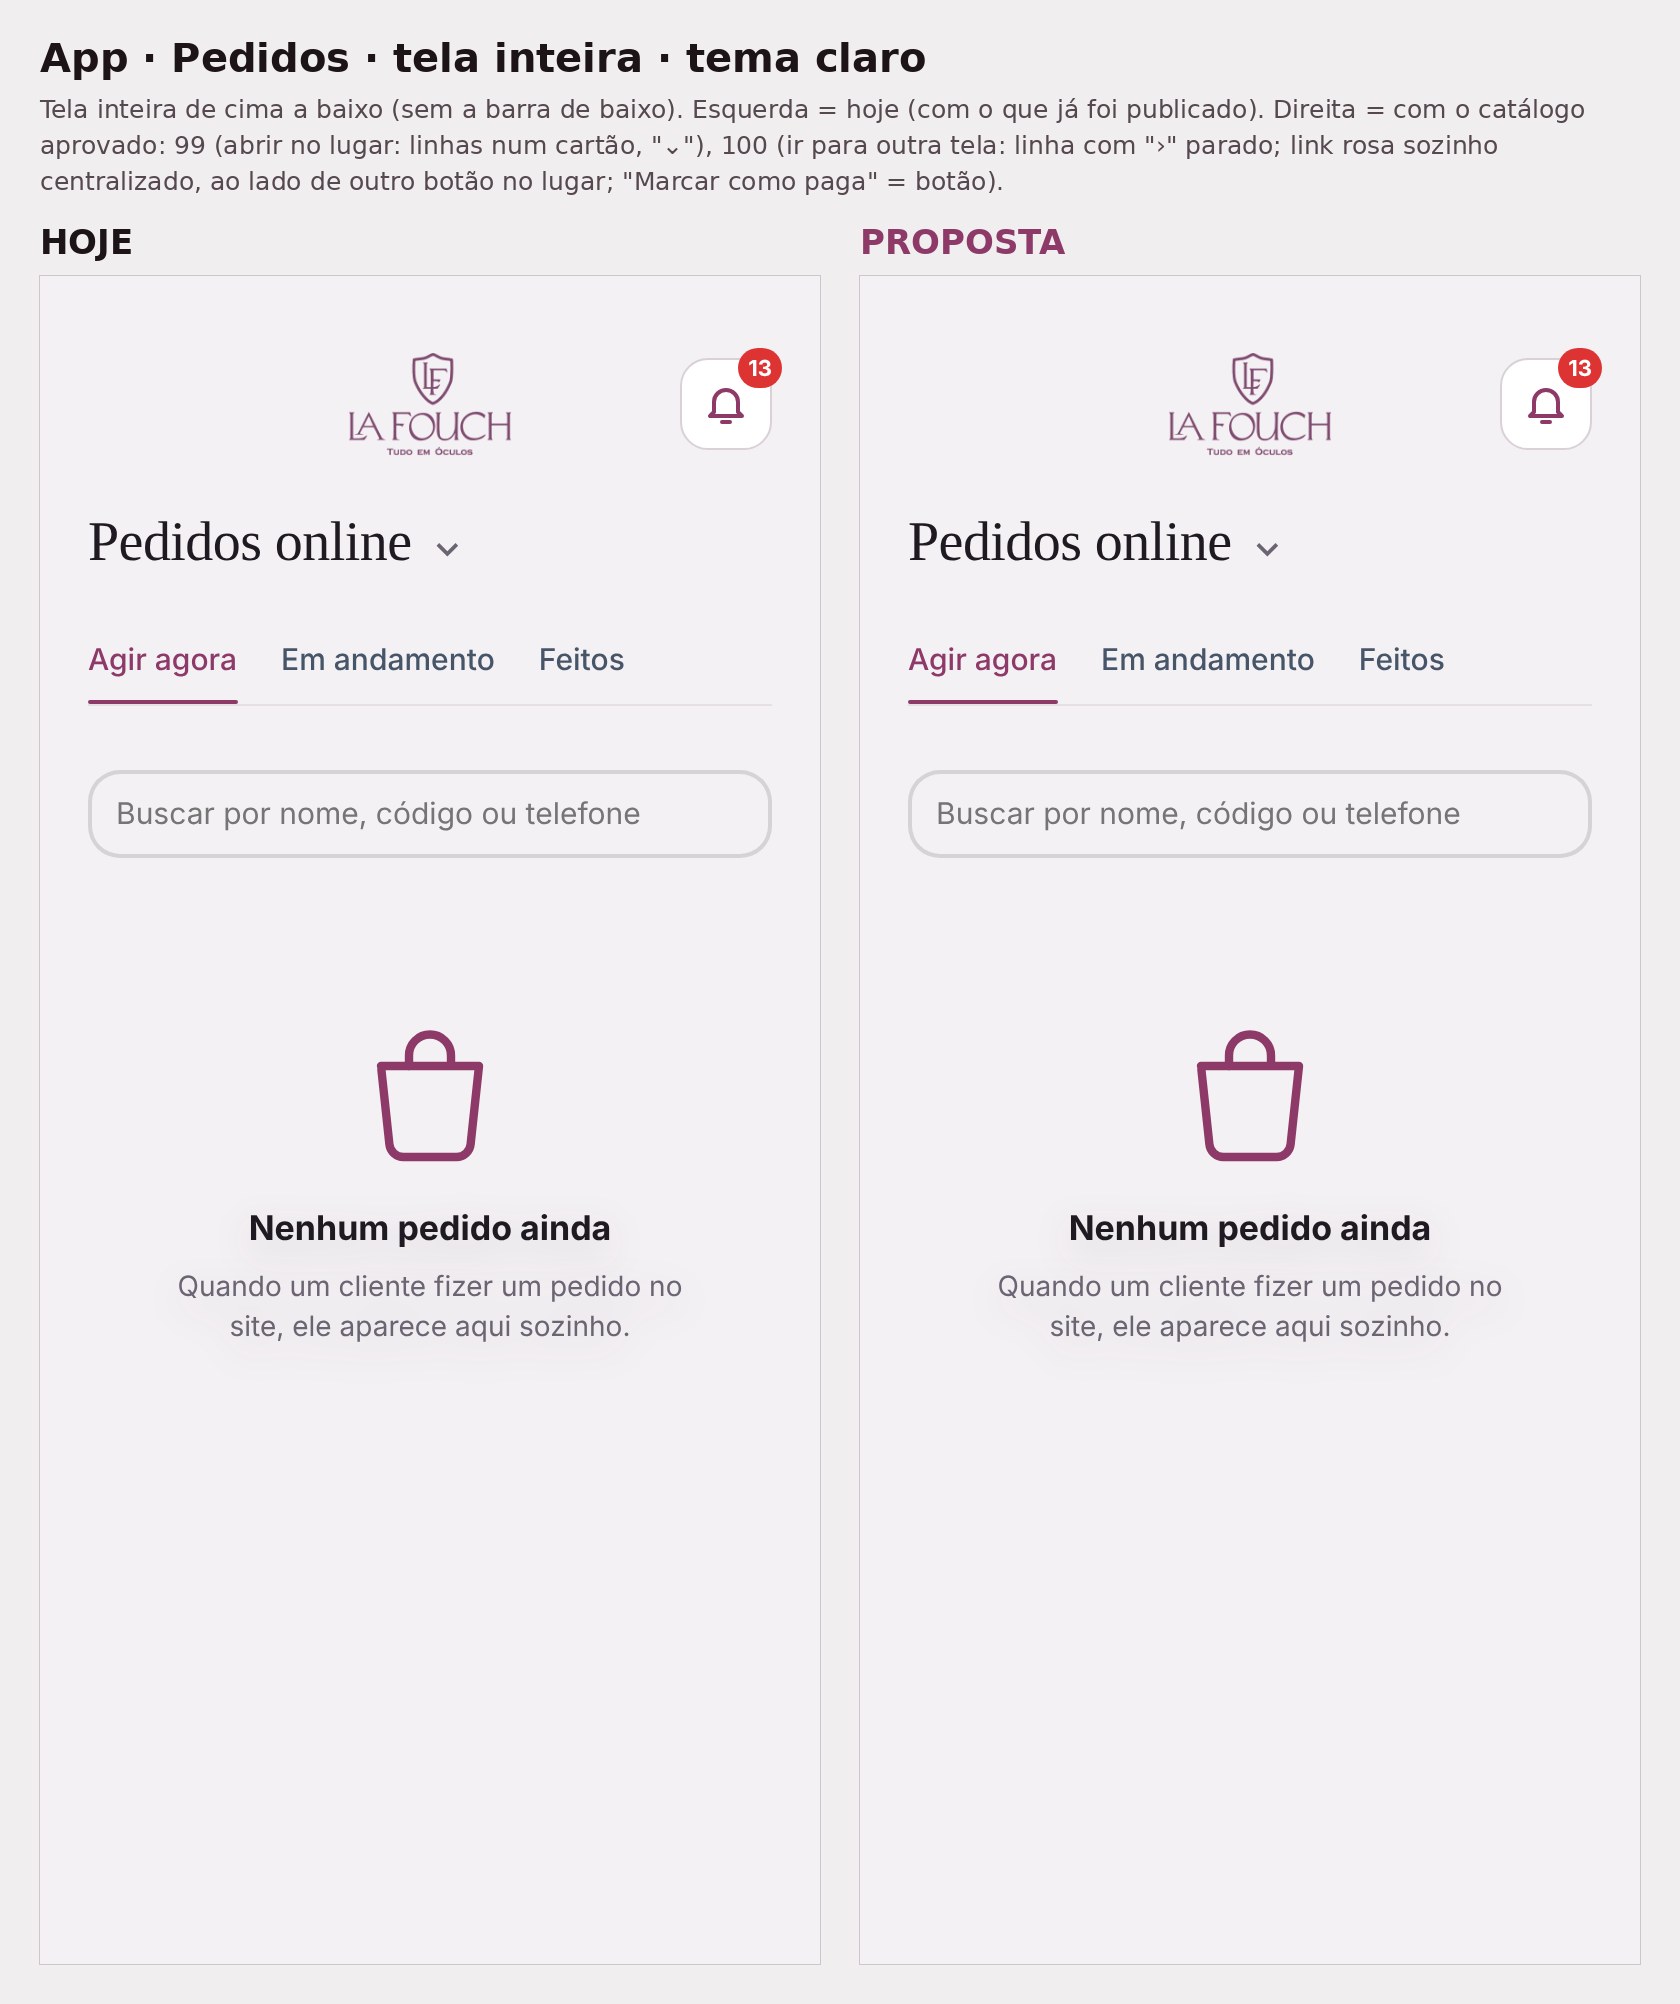 App · Pedidos · tela inteira · tema claro
Tela inteira de cima a baixo (sem a barra de baixo). Esquerda = hoje (com o que já foi publicado). Direita = com o catálogo
aprovado: 99 (abrir no lugar: linhas num cartão, "⌄"), 100 (ir para outra tela: linha com "›" parado; link rosa sozinho
centralizado, ao lado de outro botão no lugar; "Marcar como paga" = botão).
HOJE
LF
LA FOUCH
TUDO EM ÓCULOS
13
Pedidos online
Agir agora Em andamento Feitos
Buscar por nome, código ou telefone
Nenhum pedido ainda
Quando um cliente fizer um pedido no
site, ele aparece aqui sozinho.
PROPOSTA
LF
LA FOUCH
TUDO EM ÓCULOS
13
Pedidos online
Agir agora Em andamento Feitos
Buscar por nome, código ou telefone
Nenhum pedido ainda
Quando um cliente fizer um pedido no
site, ele aparece aqui sozinho.